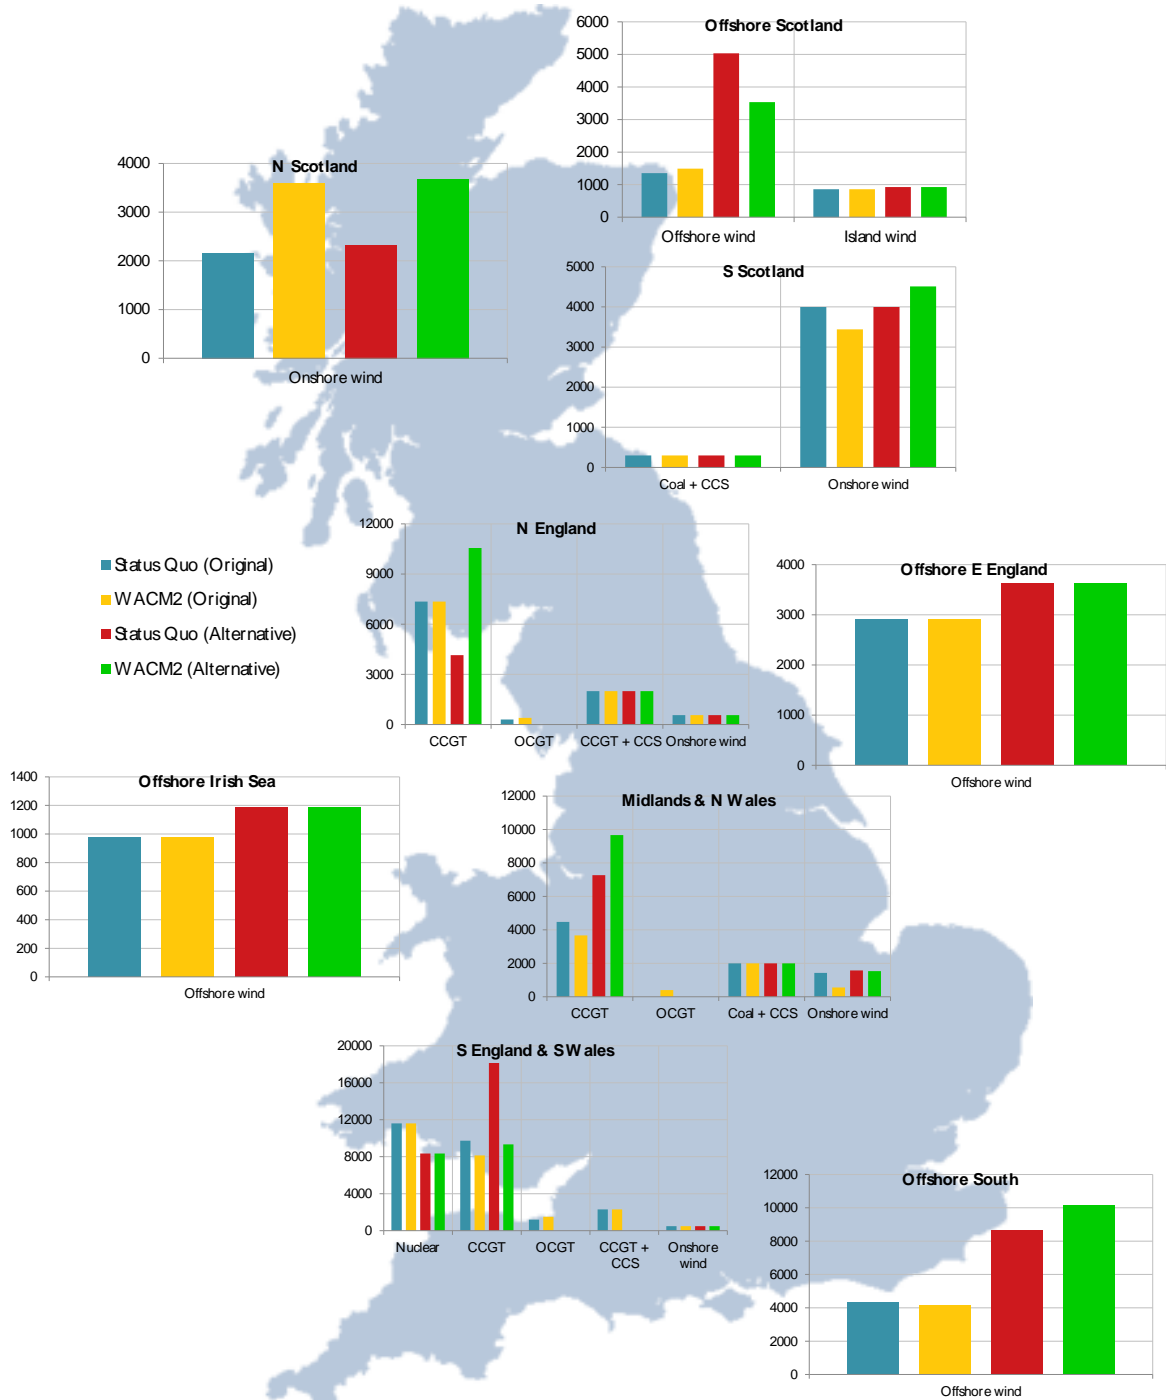 Offshore Scotland
6000
5000
4000
3000
2000
1000
0
Offshore wind Island wind
N Scotland
4000
3000
2000
1000
0
Onshore wind
S Scotland
5000
4000
3000
2000
1000
0
Coal + CCS Onshore wind
N England
12000
9000
6000
3000
0
CCGT OCGT CCGT + CCS Onshore wind
Status Quo (Original)
WACM2 (Original)
Status Quo (Alternative)
WACM2 (Alternative)
Offshore E England
4000
3000
2000
1000
0
Offshore wind
Offshore Irish Sea
1400
1200
1000
800
600
400
200
0
Offshore wind
Midlands & N Wales
12000
10000
8000
6000
4000
2000
0
CCGT OCGT Coal + CCS Onshore wind
S England & S Wales
20000
16000
12000
8000
4000
0
Nuclear CCGT OCGT CCGT + CCS Onshore wind
Offshore South
12000
10000
8000
6000
4000
2000
0
Offshore wind